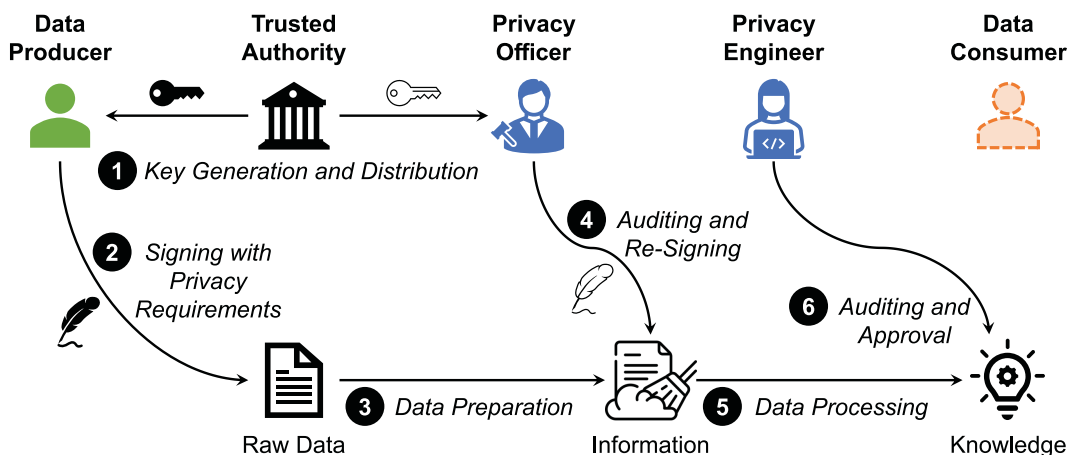 Data
Producer
Trusted
Authority
Privacy
Officer
Privacy
Engineer
Data
Consumer
</>
1 Key Generation and Distribution
2 Signing with
Privacy
Requirements
4 Auditing and
Re-Signing
6 Auditing and
Approval
3 Data Preparation
5 Data Processing
Raw Data
Information
Knowledge